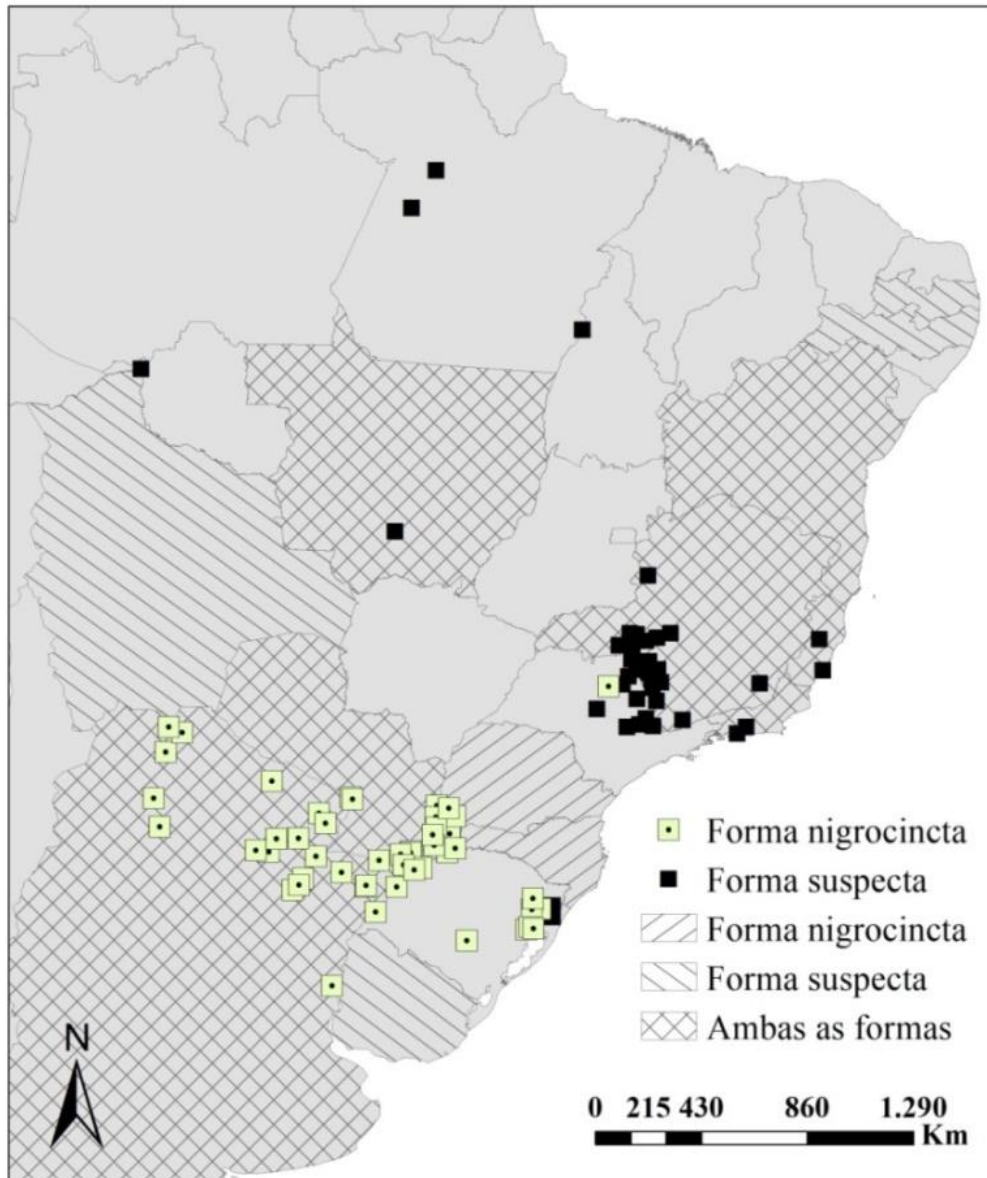 Forma nigrocincta
Forma suspecta
Forma nigrocincta
Forma suspecta
Ambas as formas
N
0 215 430 860 1.290
Km